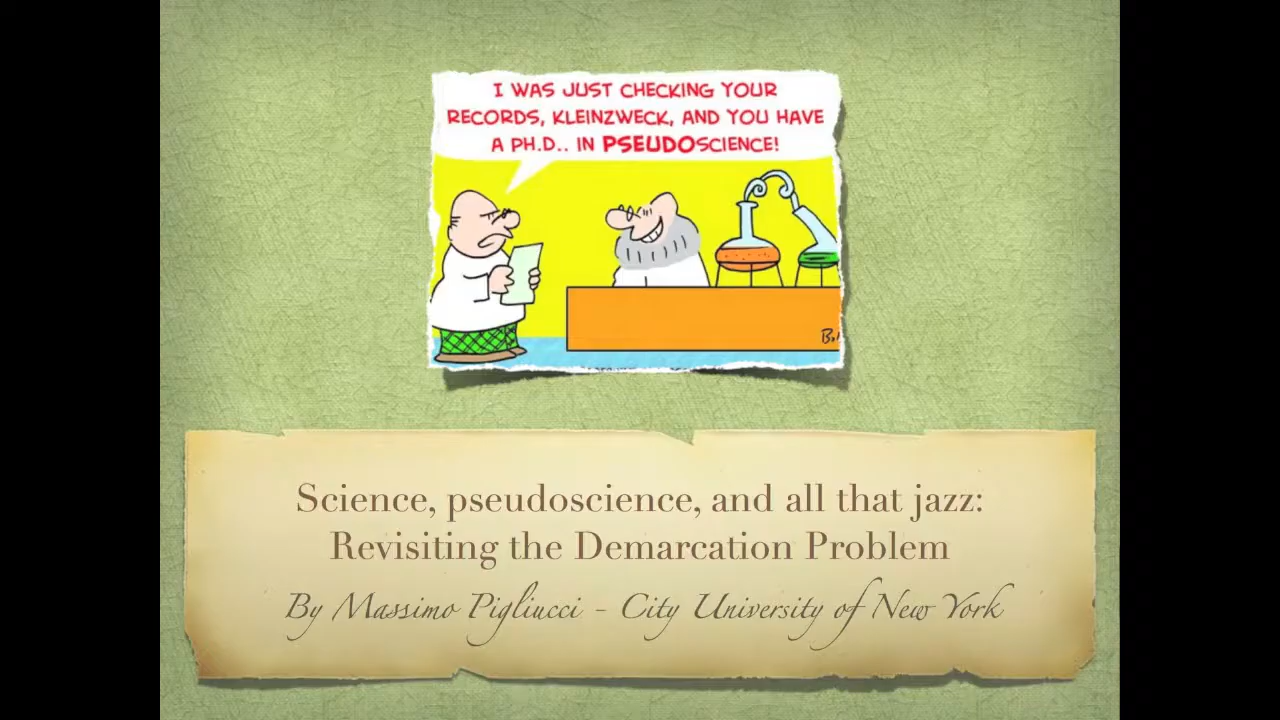 I WAS JUST CHECKING YOUR
RECORDS, KLEINZWECK, AND YOU HAVE
A PH.D.. IN PSEUDOSCIENCE!
Science, pseudoscience, and all that jazz:
Revisiting the Demarcation Problem
By Massimo Pigliucci - City University of New York